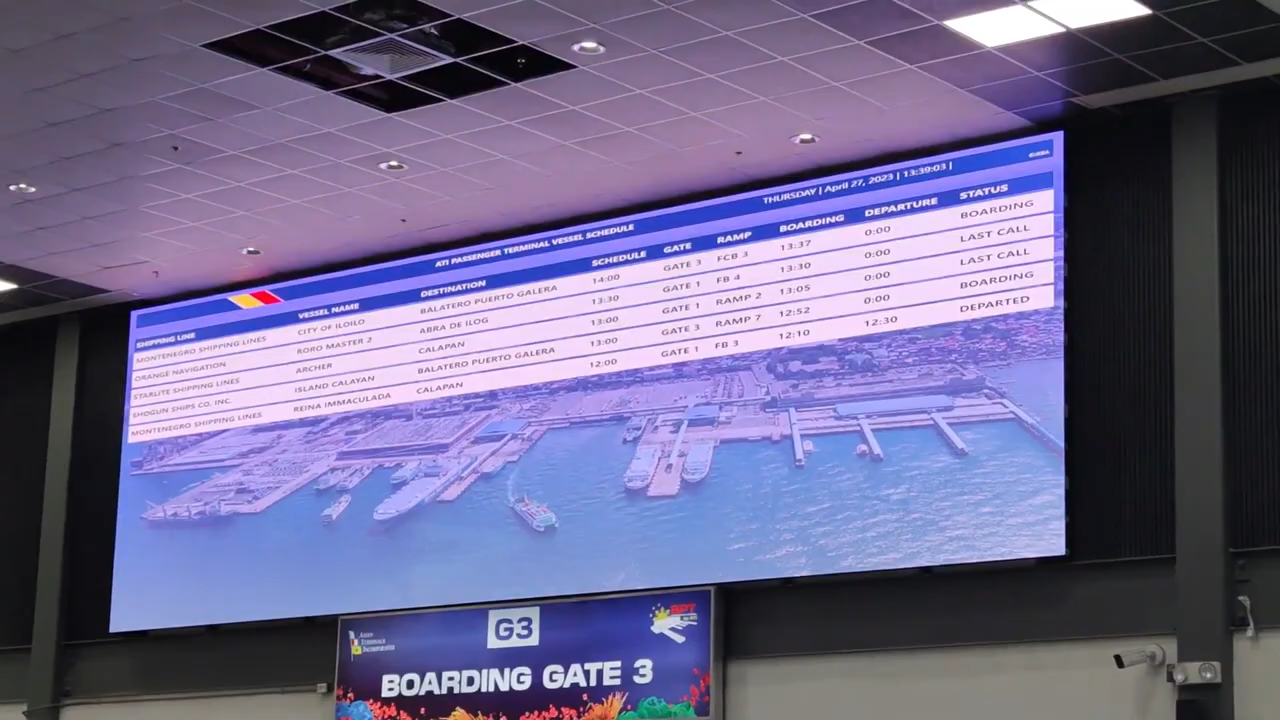 THURSDAY | April 27, 2023 | 13:39:03 |
ATI PASSENGER TERMINAL VESSEL SCHEDULE
SHIPPING LINE VESSEL NAME DESTINATION SCHEDULE GATE RAMP BOARDING DEPARTURE STATUS
MONTENEGRO SHIPPING LINES CITY OF ILOILO BALATERO PUERTO GALERA 14:00 GATE 3 FCB 3 13:37 0:00 BOARDING
ORANGE NAVIGATION RORO MASTER 2 ABRA DE ILOG 13:30 GATE 1 FB 4 13:30 0:00 LAST CALL
STARLITE SHIPPING LINES ARCHER CALAPAN 13:00 GATE 1 RAMP 2 13:05 0:00 LAST CALL
SHOGUN SHIPS CO, INC. ISLAND CALAYAN BALATERO PUERTO GALERA 13:00 GATE 3 RAMP 7 12:52 0:00 BOARDING
MONTENEGRO SHIPPING LINES REINA IMMACULADA CALAPAN 12:00 GATE 1 FB 3 12:10 12:30 DEPARTED
G3
ASIAN
TERMINALS
INCORPORATED
BPT
BOARDING GATE 3